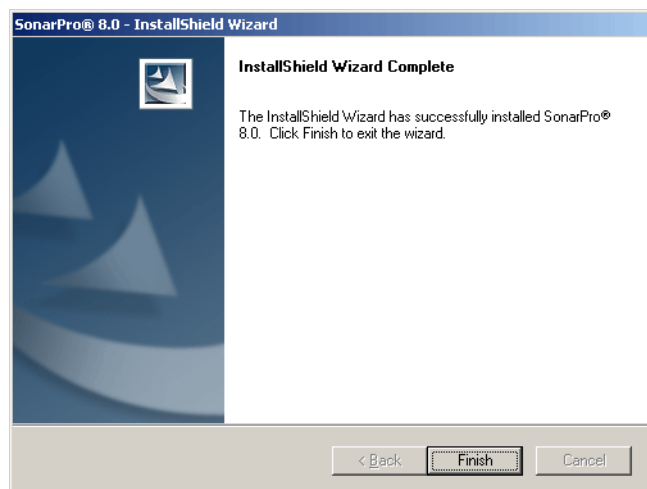 SonarPro® 8.0 - InstallShield Wizard
InstallShield Wizard Complete
The InstallShield Wizard has successfully installed SonarPro®
8.0. Click Finish to exit the wizard.
< Back
Finish
Cancel